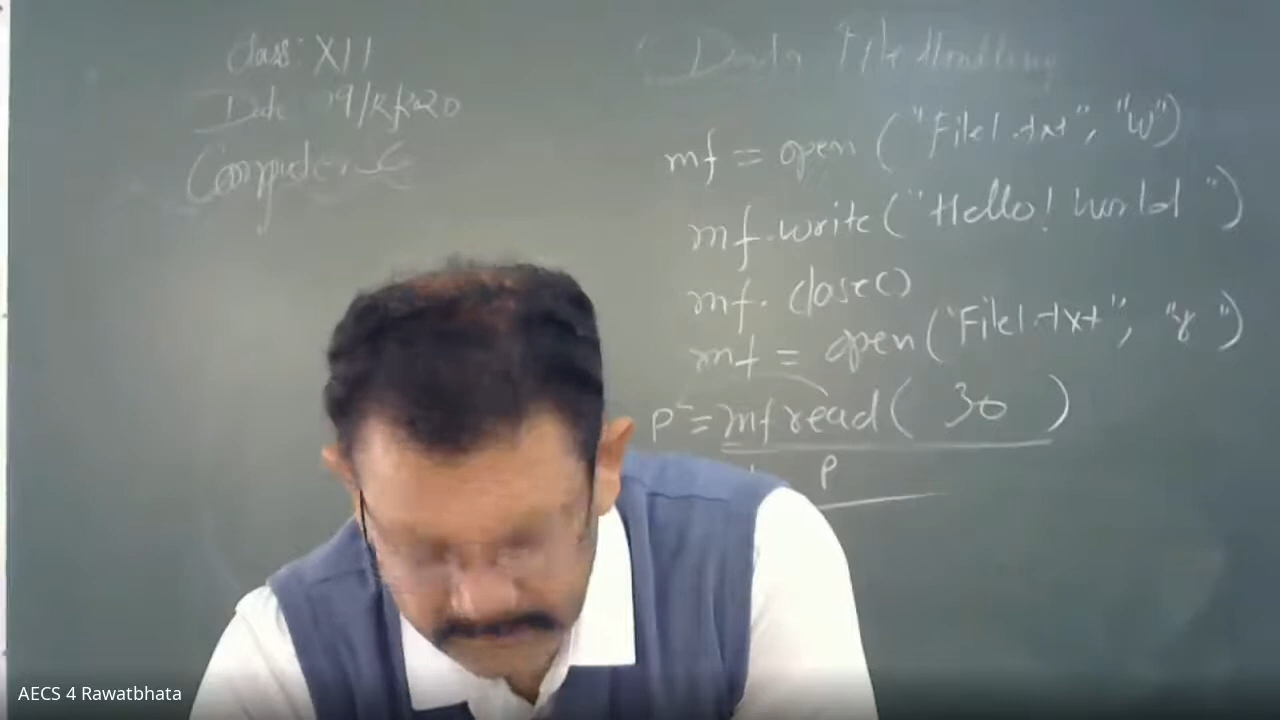 Class: XII
Date 19/12/2020
Computer Sc
Data File Handling
mf = open ("File1.txt", "w")
mf.write("Hello! world ")
mf. close()
mf = open("File1.txt", "r ")
P = mf read( 30 )
P
AECS 4 Rawatbhata